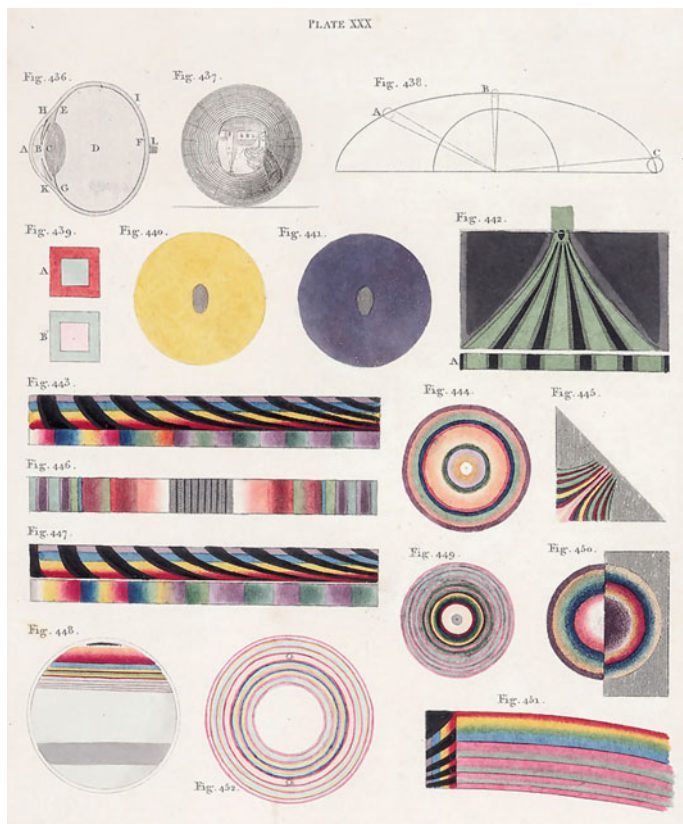 PLATE XXX
Fig. 436.
Fig. 437.
Fig. 438.
H E I
A B C D F L
K G
A B C
Fig. 439.
Fig. 440.
Fig. 441.
Fig. 442.
A
B
A
Fig. 443.
Fig. 444.
Fig. 445.
Fig. 446.
Fig. 447.
Fig. 449.
Fig. 450.
Fig. 448.
G
G
Fig. 451.
Fig. 452.